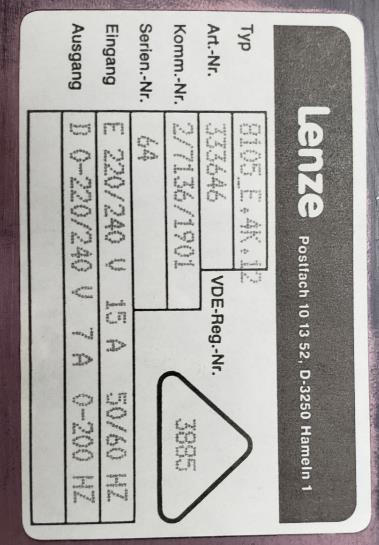 Lenze Postfach 10 13 52, D-3250 Hameln 1
Typ 8105_E.4K.12
Art.-Nr. 333646 VDE-Reg.-Nr.
Komm.-Nr. 2/7136/1901 3885
Serien.-Nr. 64
Eingang E 220/240 V 15 A 50/60 HZ
Ausgang D 0-220/240 V 7 A 0-200 HZ